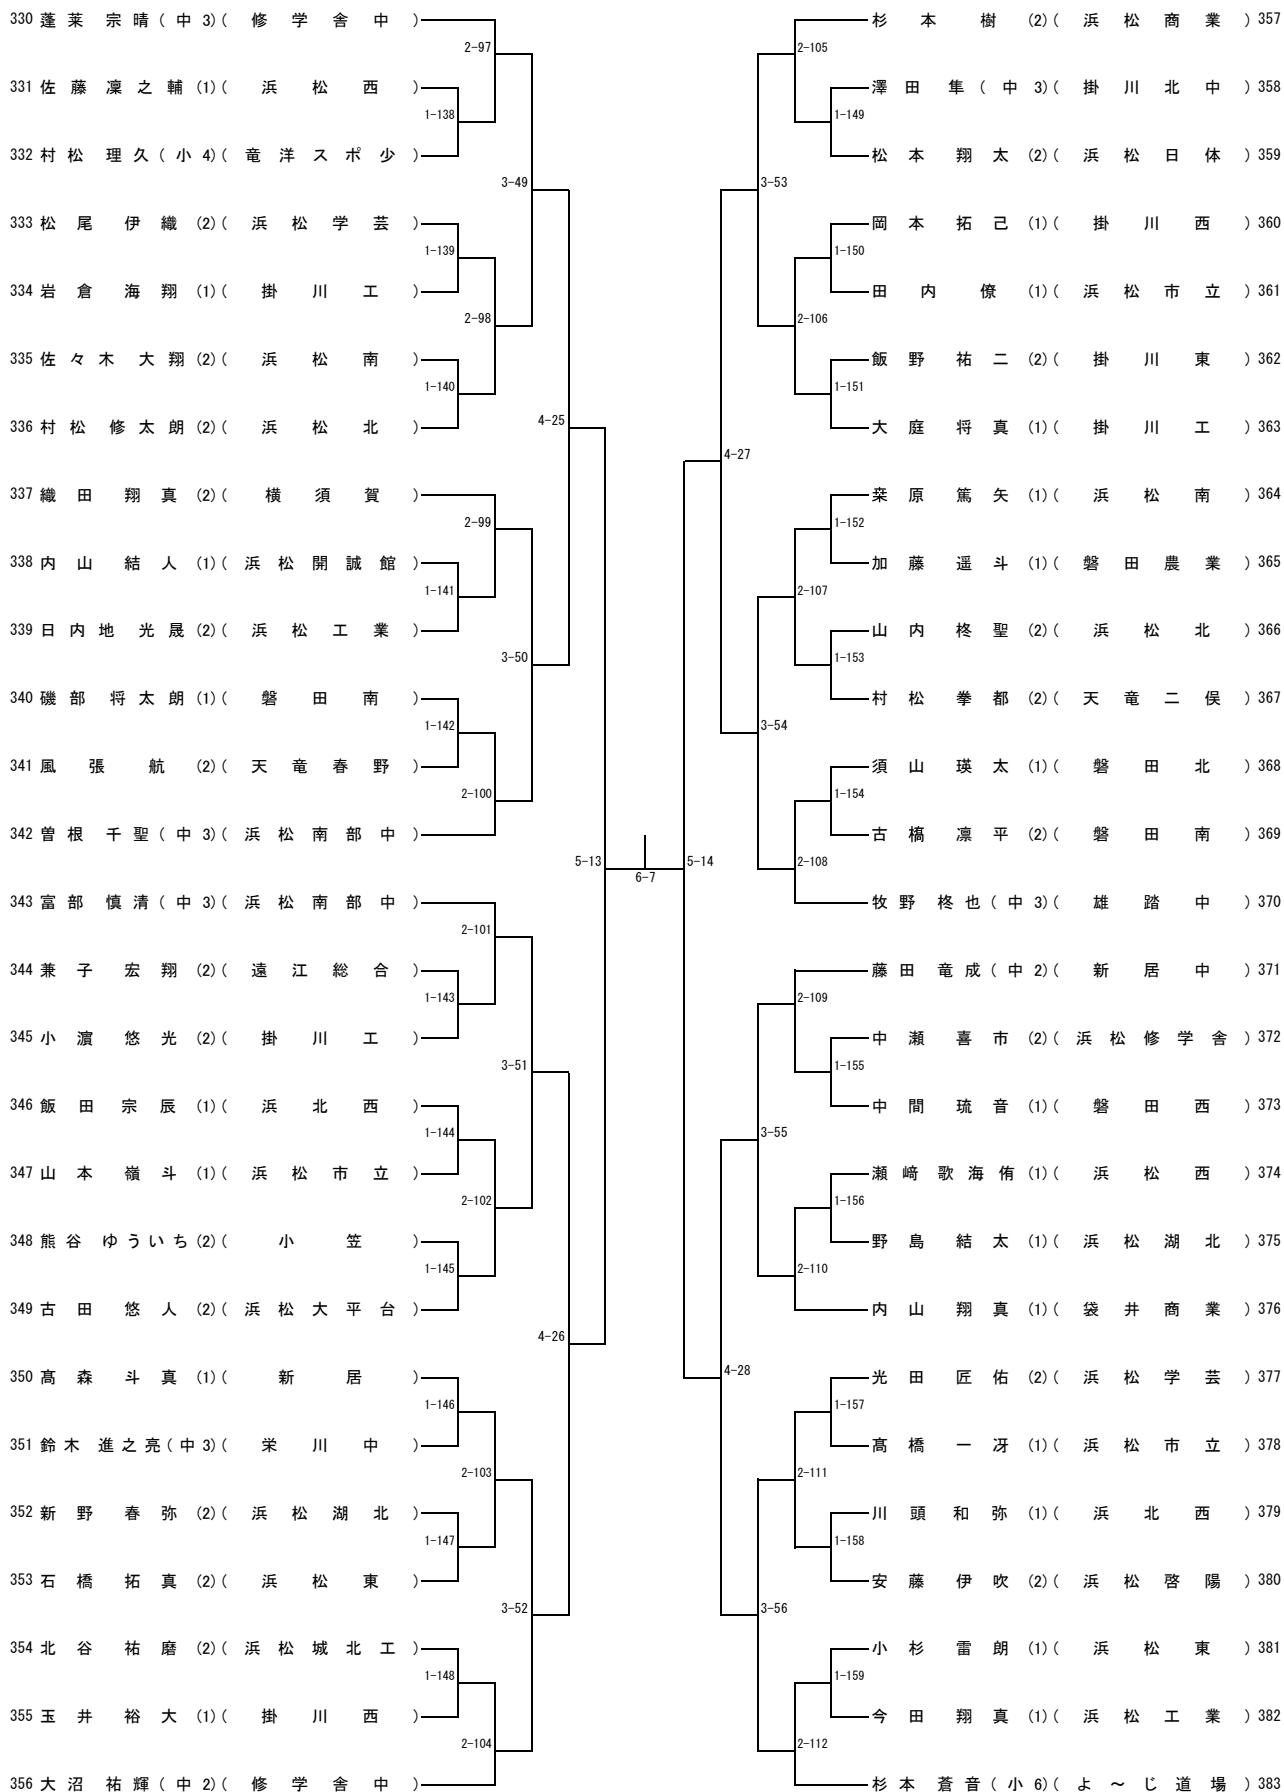 330 蓬莱 宗晴(中3)(修学舎中)
2-97
331 佐藤凜之輔(1)(浜松西)
1-138
332 村松 理久(小4)(竜洋スポ少)
3-49
333 松尾 伊織(2)(浜松学芸)
1-139
334 岩倉 海翔(1)(掛川工)
2-98
335 佐々木 大翔(2)(浜松南)
1-140
336 村松 修太朗(2)(浜松北)
4-25
337 織田 翔真(2)(横須賀)
2-99
338 内山 結人(1)(浜松開誠館)
1-141
339 日内地 光晟(2)(浜松工業)
3-50
340 磯部 将太朗(1)(磐田南)
1-142
341 風張 航(2)(天竜春野)
2-100
342 曽根 千聖(中3)(浜松南部中)
5-13
343 富部 慎清(中3)(浜松南部中)
2-101
344 兼子 宏翔(2)(遠江総合)
1-143
345 小濵 悠光(2)(掛川工)
3-51
346 飯田 宗辰(1)(浜北西)
1-144
347 山本 嶺斗(1)(浜松市立)
2-102
348 熊谷 ゆういち(2)(小笠)
1-145
349 古田 悠人(2)(浜松大平台)
4-26
350 髙森 斗真(1)(新居)
1-146
351 鈴木 進之亮(中3)(栄川中)
2-103
352 新野 春弥(2)(浜松湖北)
1-147
353 石橋 拓真(2)(浜松東)
3-52
354 北谷 祐磨(2)(浜松城北工)
1-148
355 玉井 裕大(1)(掛川西)
2-104
356 大沼 祐輝(中2)(修学舎中)
6-7
杉本 樹(2)(浜松商業)357
2-105
澤田 隼(中3)(掛川北中)358
1-149
松本 翔太(2)(浜松日体)359
3-53
岡本 拓己(1)(掛川西)360
1-150
田内 僚(1)(浜松市立)361
2-106
飯野 祐二(2)(掛川東)362
1-151
大庭 将真(1)(掛川工)363
4-27
桒原 篤矢(1)(浜松南)364
1-152
加藤 遥斗(1)(磐田農業)365
2-107
山内 柊聖(2)(浜松北)366
1-153
村松 拳都(2)(天竜二俣)367
3-54
須山 瑛太(1)(磐田北)368
1-154
古橋 凛平(2)(磐田南)369
2-108
5-14
牧野 柊也(中3)(雄踏中)370
藤田 竜成(中2)(新居中)371
2-109
中瀬 喜市(2)(浜松修学舎)372
1-155
中間 琉音(1)(磐田西)373
3-55
瀬﨑歌海侑(1)(浜松西)374
1-156
野島 結太(1)(浜松湖北)375
2-110
内山 翔真(1)(袋井商業)376
4-28
光田 匠佑(2)(浜松学芸)377
1-157
髙橋 一冴(1)(浜松市立)378
2-111
川頭 和弥(1)(浜北西)379
1-158
安藤 伊吹(2)(浜松啓陽)380
3-56
小杉 雷朗(1)(浜松東)381
1-159
今田 翔真(1)(浜松工業)382
2-112
杉本 蒼音(小6)(よ～じ道場)383